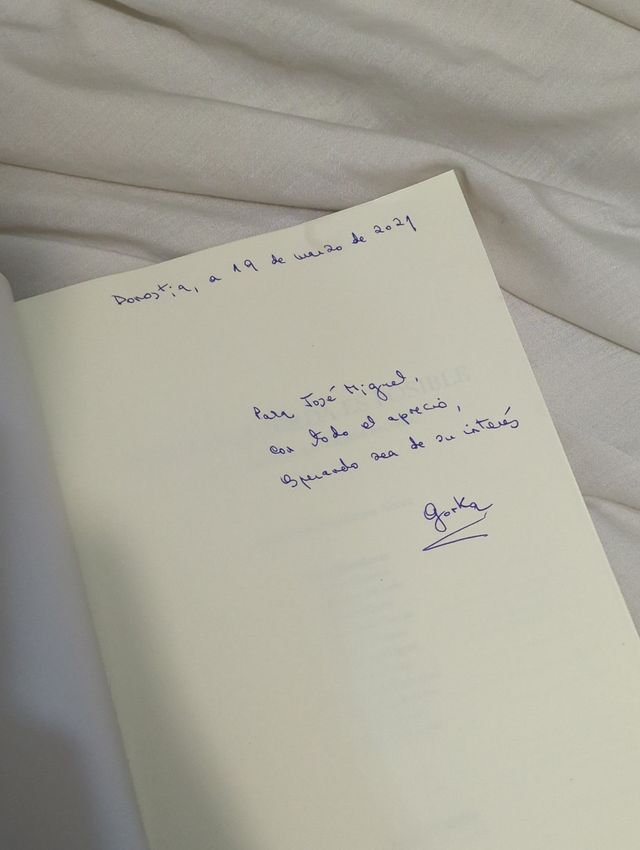 Donostia, a 19 de marzo de 2021
Para José Miguel,
con todo el aprecio,
esperando sea de su interés
Gorka